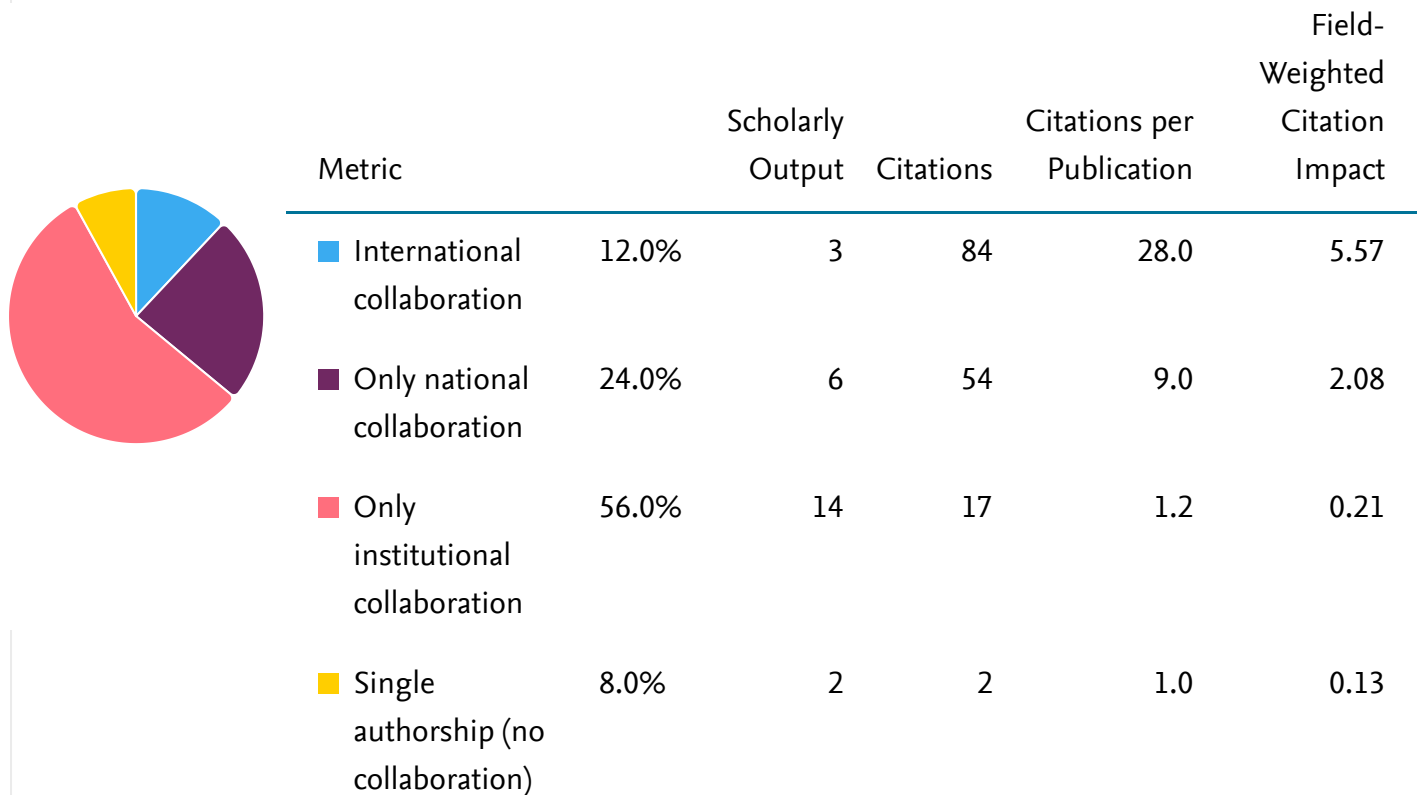 Metric
Scholarly Output
Citations
Citations per Publication
Field-Weighted Citation Impact
International collaboration 12.0% 3 84 28.0 5.57
Only national collaboration 24.0% 6 54 9.0 2.08
Only institutional collaboration 56.0% 14 17 1.2 0.21
Single authorship (no collaboration) 8.0% 2 2 1.0 0.13